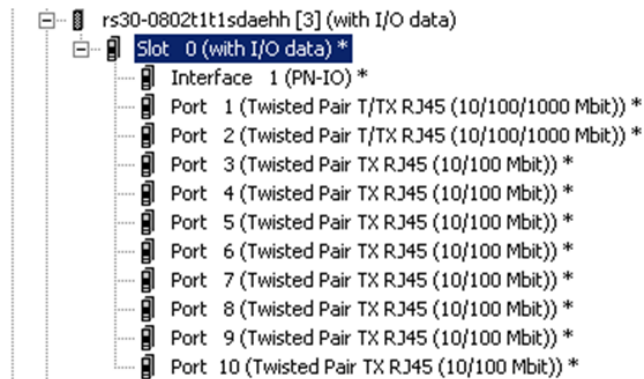 rs30-0802t1t1sdaehh [3] (with I/O data)
Slot 0 (with I/O data) *
Interface 1 (PN-IO) *
Port 1 (Twisted Pair T/TX RJ45 (10/100/1000 Mbit)) *
Port 2 (Twisted Pair T/TX RJ45 (10/100/1000 Mbit)) *
Port 3 (Twisted Pair TX RJ45 (10/100 Mbit)) *
Port 4 (Twisted Pair TX RJ45 (10/100 Mbit)) *
Port 5 (Twisted Pair TX RJ45 (10/100 Mbit)) *
Port 6 (Twisted Pair TX RJ45 (10/100 Mbit)) *
Port 7 (Twisted Pair TX RJ45 (10/100 Mbit)) *
Port 8 (Twisted Pair TX RJ45 (10/100 Mbit)) *
Port 9 (Twisted Pair TX RJ45 (10/100 Mbit)) *
Port 10 (Twisted Pair TX RJ45 (10/100 Mbit)) *